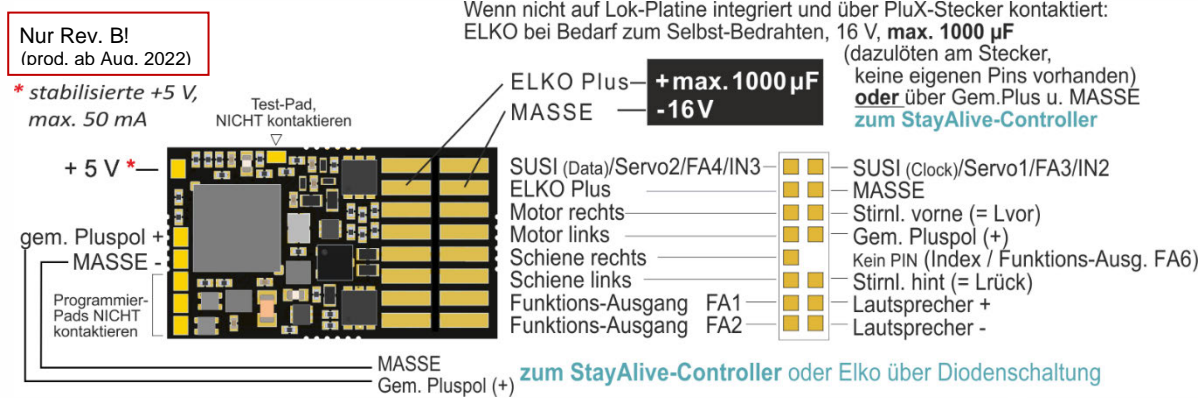 Wenn nicht auf Lok-Platine integriert und über PluX-Stecker kontaktiert:
ELKO bei Bedarf zum Selbst-Bedrahten, 16 V, max. 1000 µF
(dazulöten am Stecker,
keine eigenen Pins vorhanden)
oder über Gem.Plus u. MASSE
zum StayAlive-Controller
Nur Rev. B!
(prod. ab Aug. 2022)
* stabilisierte +5 V,
max. 50 mA
Test-Pad,
NICHT kontaktieren
ELKO Plus
MASSE
+max. 1000 µF
-16V
+ 5 V *
gem. Pluspol +
MASSE -
Programmier-
Pads NICHT
kontaktieren
SUSI (Data)/Servo2/FA4/IN3
ELKO Plus
Motor rechts
Motor links
Schiene rechts
Schiene links
Funktions-Ausgang FA1
Funktions-Ausgang FA2
SUSI (Clock)/Servo1/FA3/IN2
MASSE
Stirnl. vorne (= Lvor)
Gem. Pluspol (+)
Kein PIN (Index / Funktions-Ausg. FA6)
Stirnl. hint (= Lrück)
Lautsprecher +
Lautsprecher -
MASSE
Gem. Pluspol (+)
zum StayAlive-Controller oder Elko über Diodenschaltung